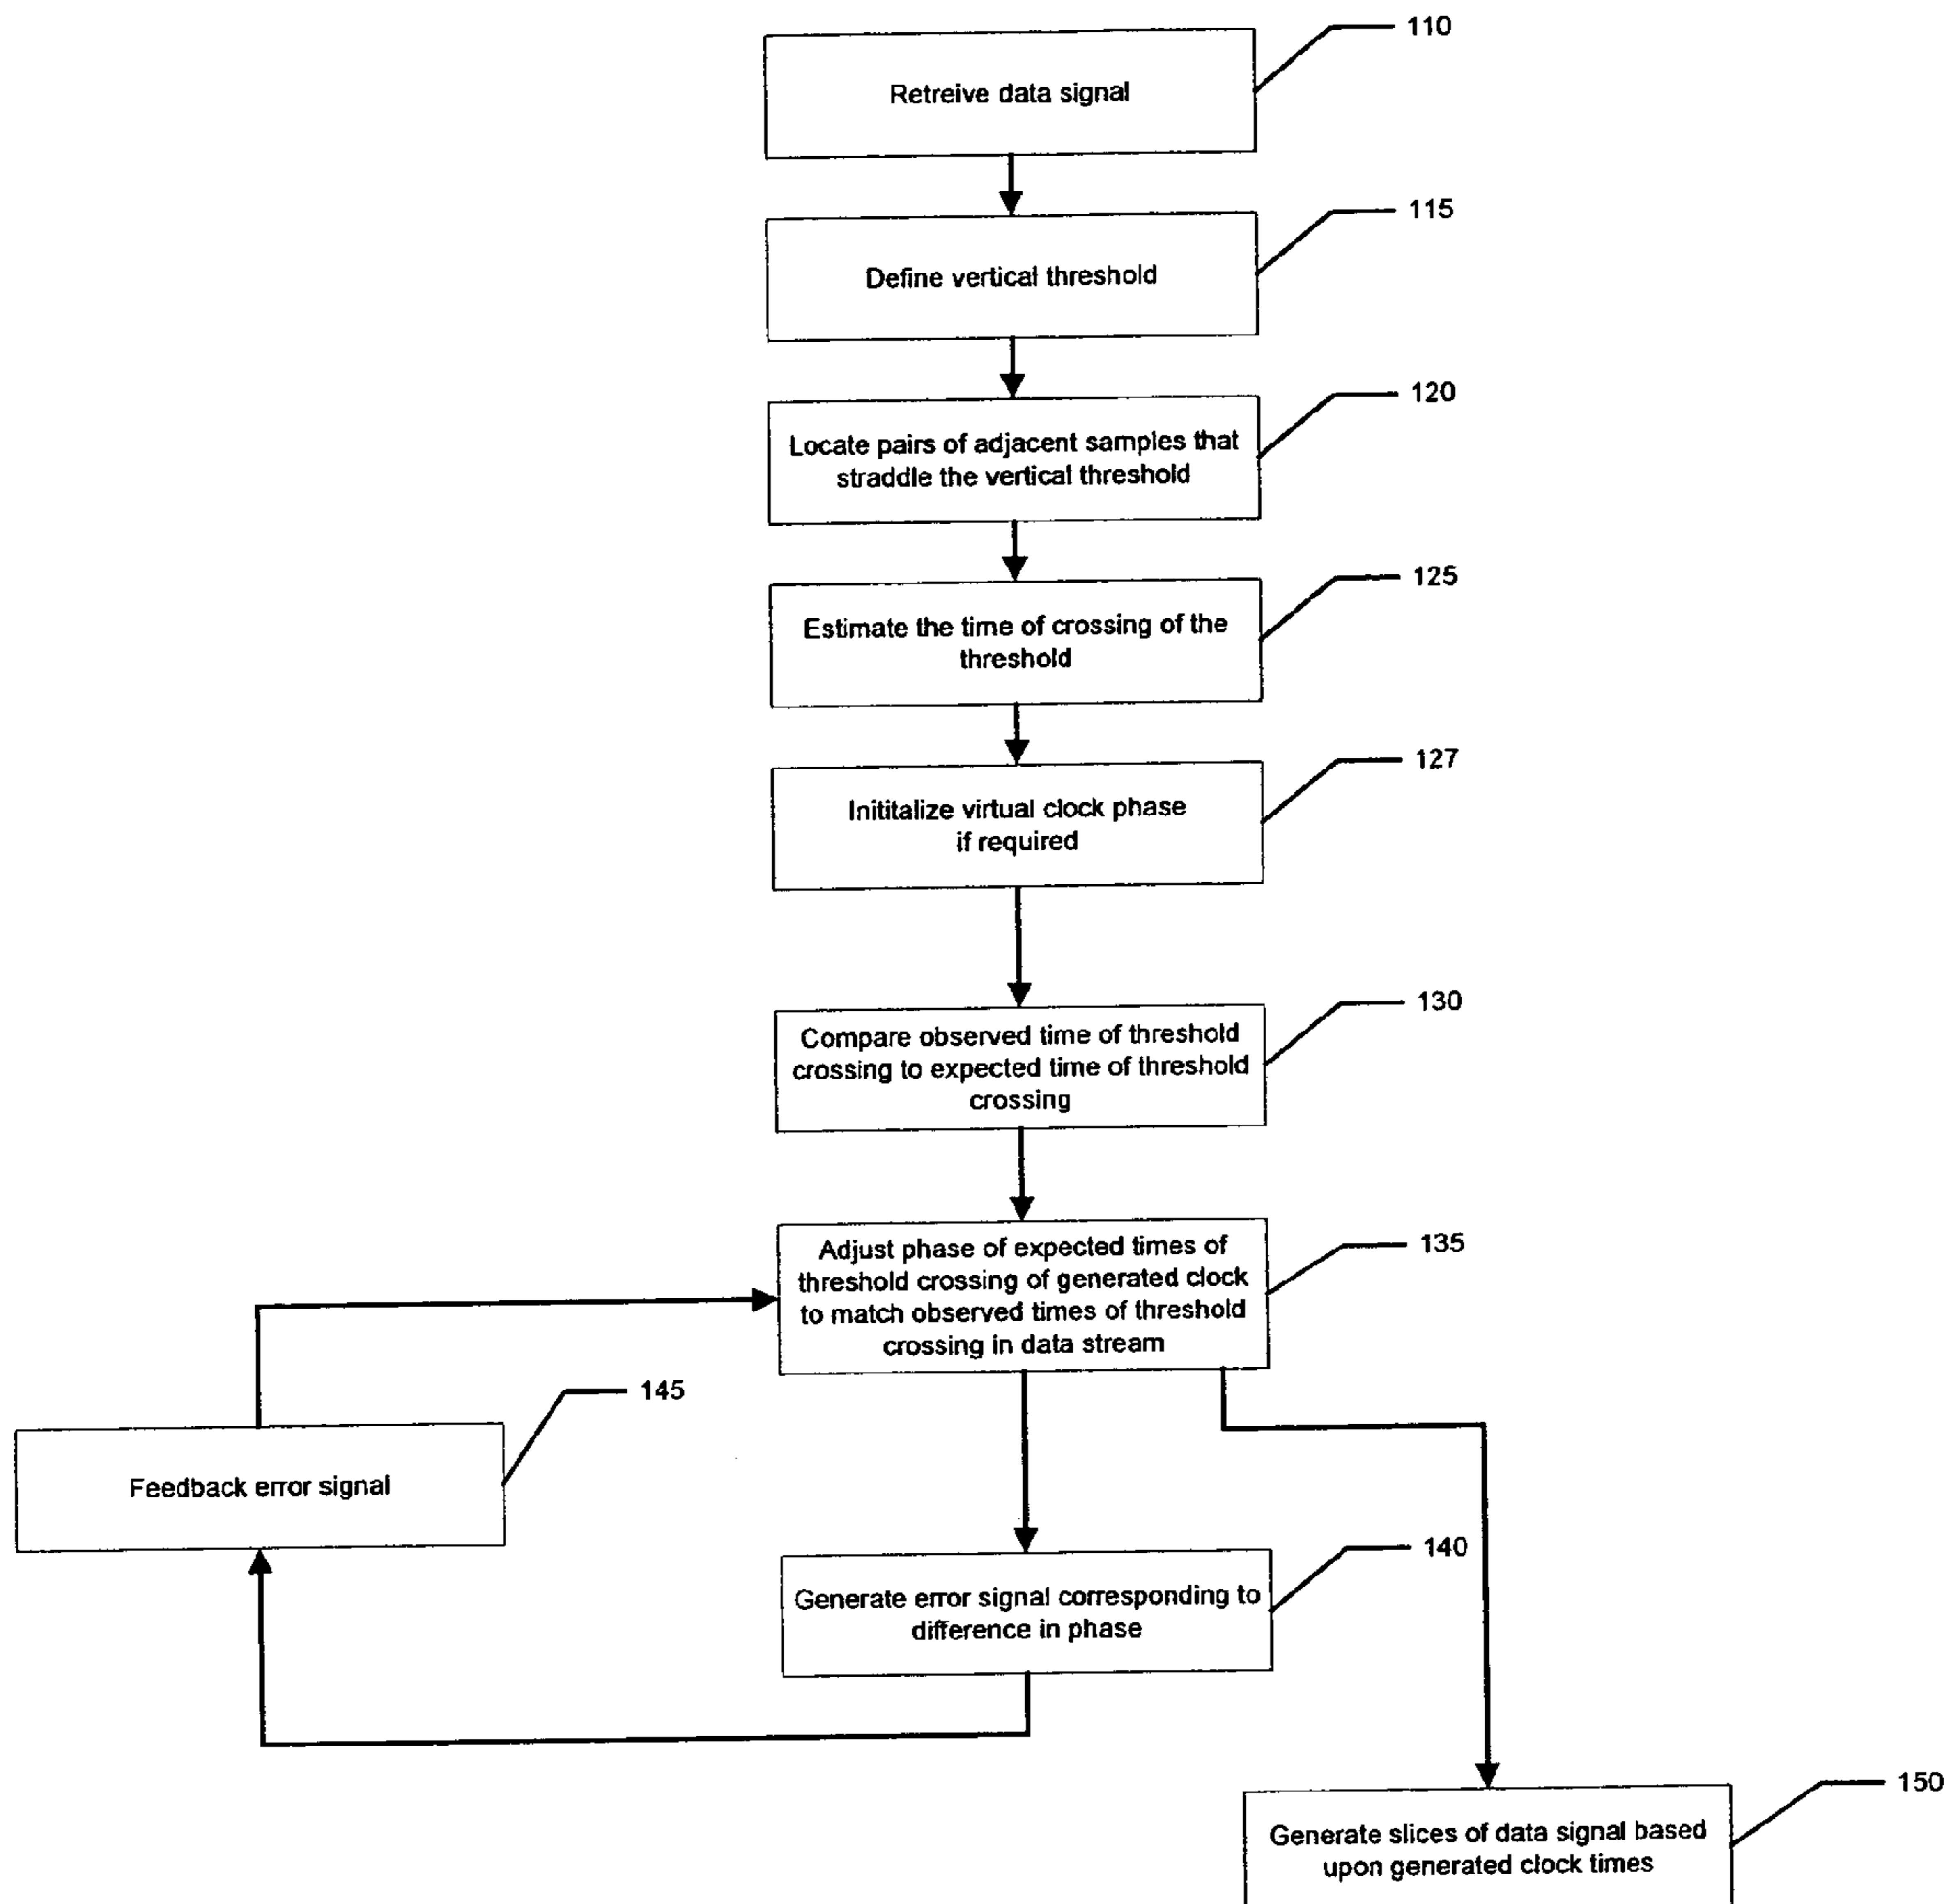 110
Retreive data signal
115
Define vertical threshold
120
Locate pairs of adjacent samples that
straddle the vertical threshold
125
Estimate the time of crossing of the
threshold
127
Inititalize virtual clock phase
if required
130
Compare observed time of threshold
crossing to expected time of threshold
crossing
135
Adjust phase of expected times of
threshold crossing of generated clock
to match observed times of threshold
crossing in data stream
145
Feedback error signal
140
Generate error signal corresponding to
difference in phase
150
Generate slices of data signal based
upon generated clock times